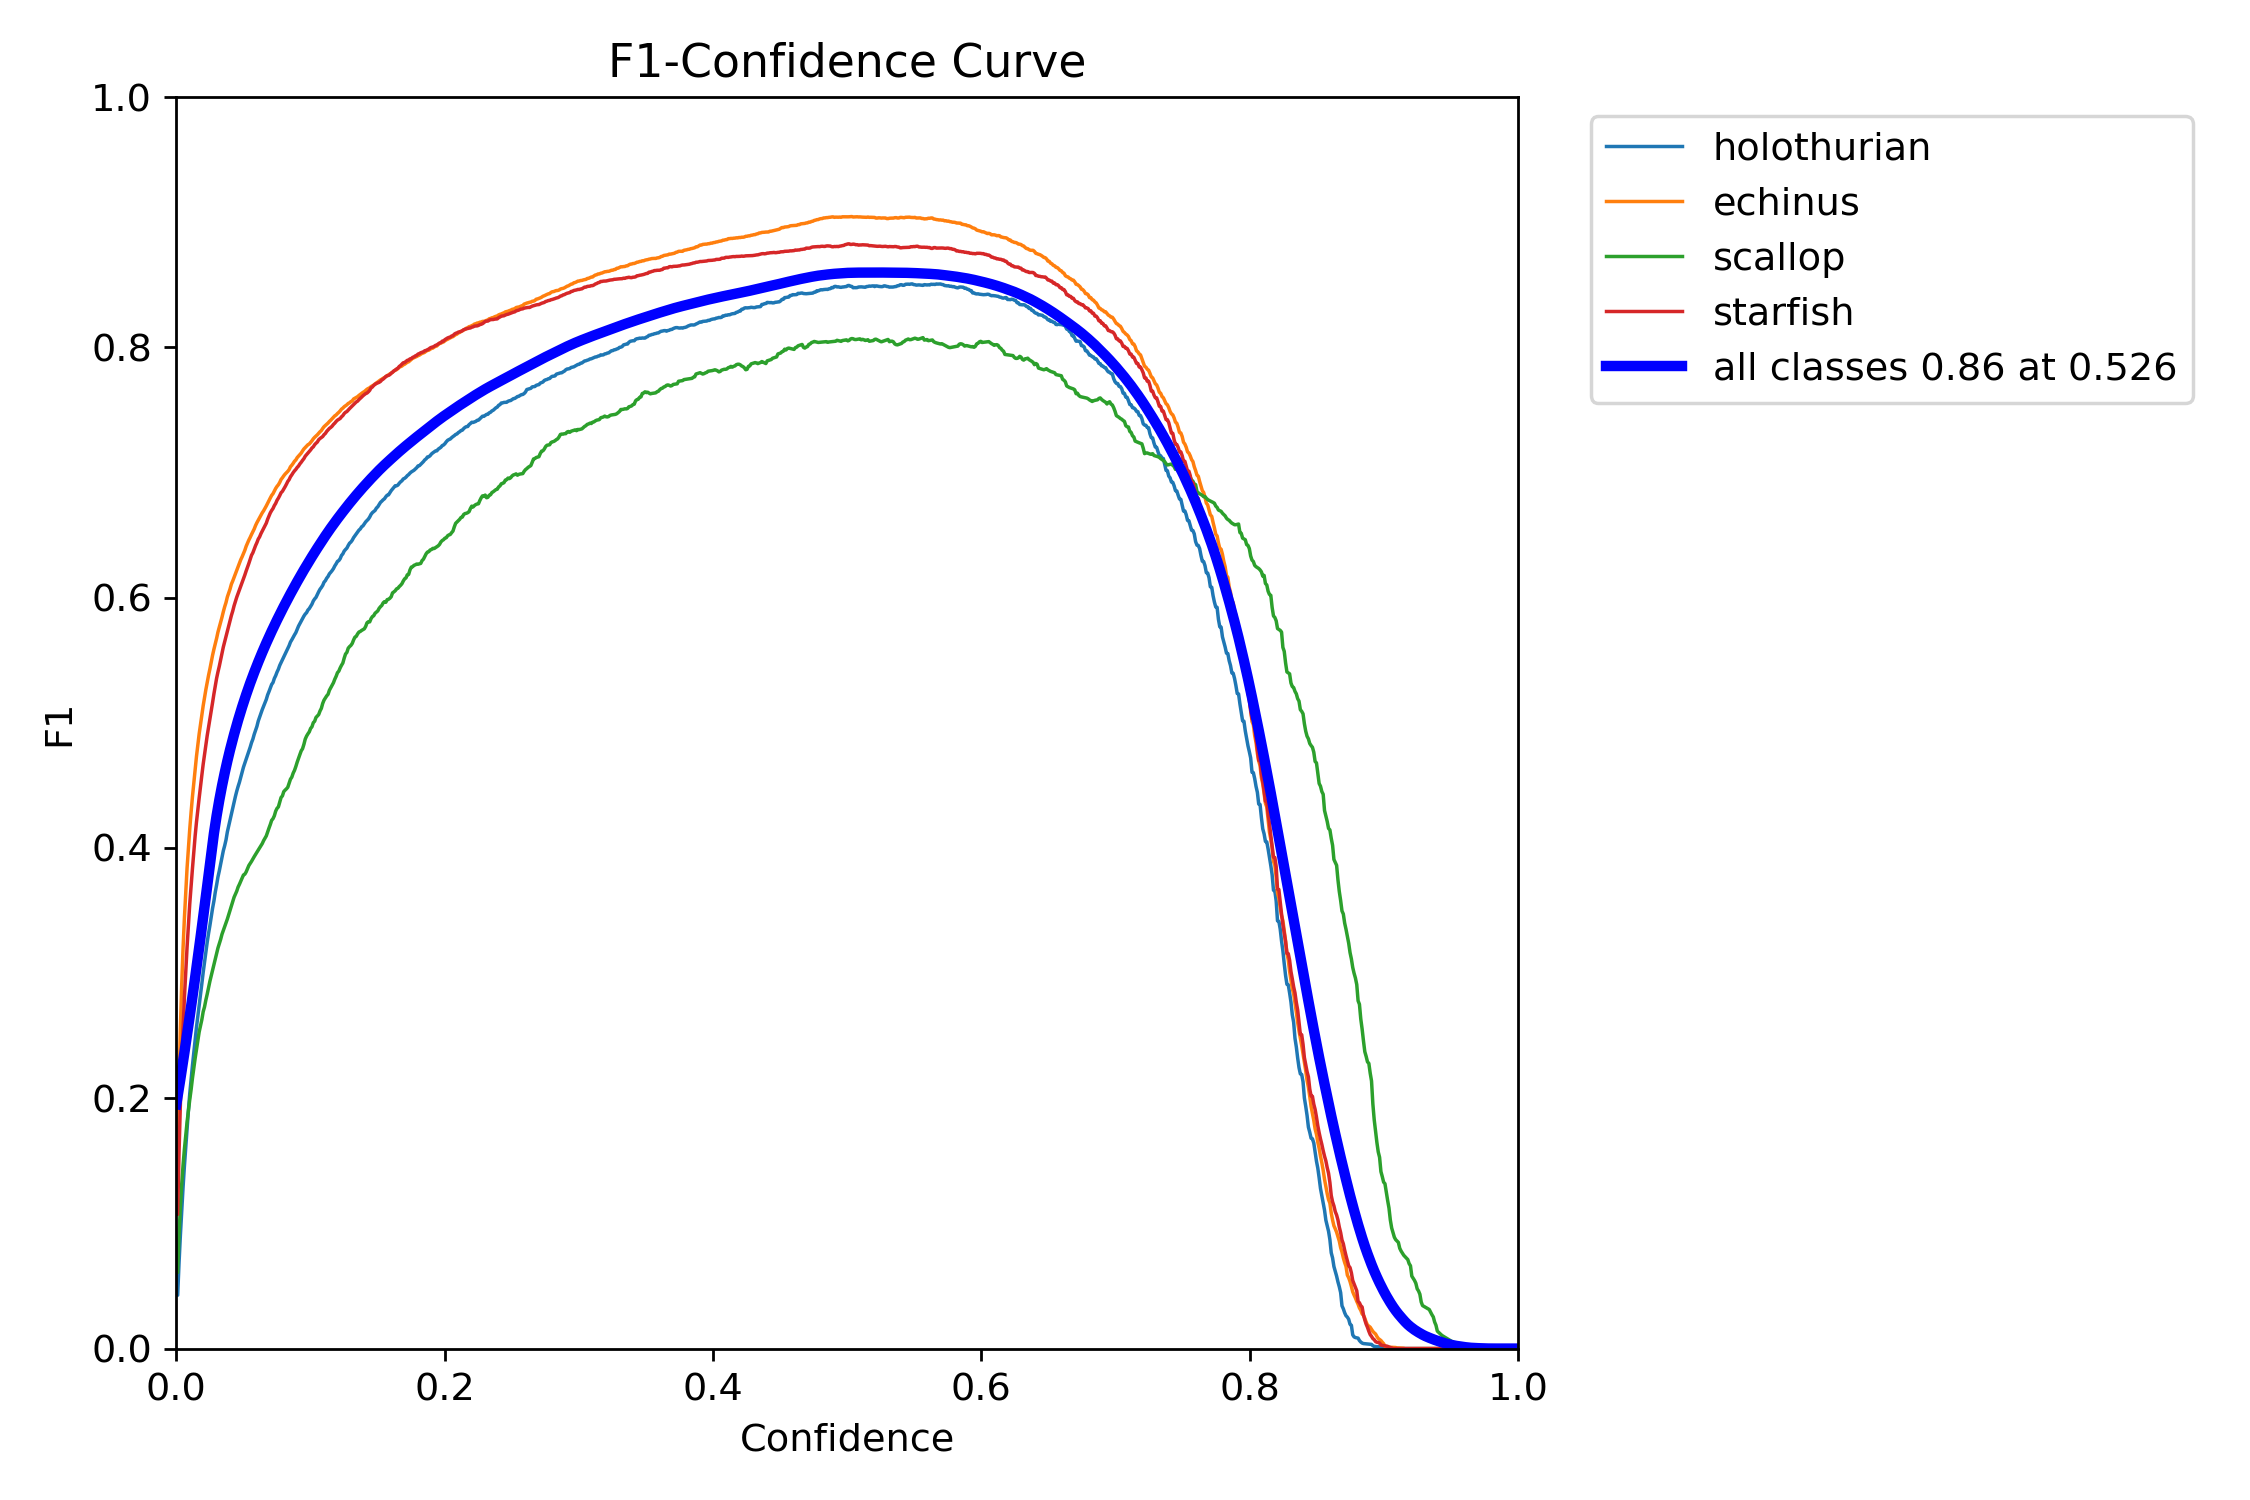 F1-Confidence Curve
1.0
0.8
0.6
0.4
0.2
0.0
F1
0.0 0.2 0.4 0.6 0.8 1.0
Confidence
holothurian
echinus
scallop
starfish
all classes 0.86 at 0.526